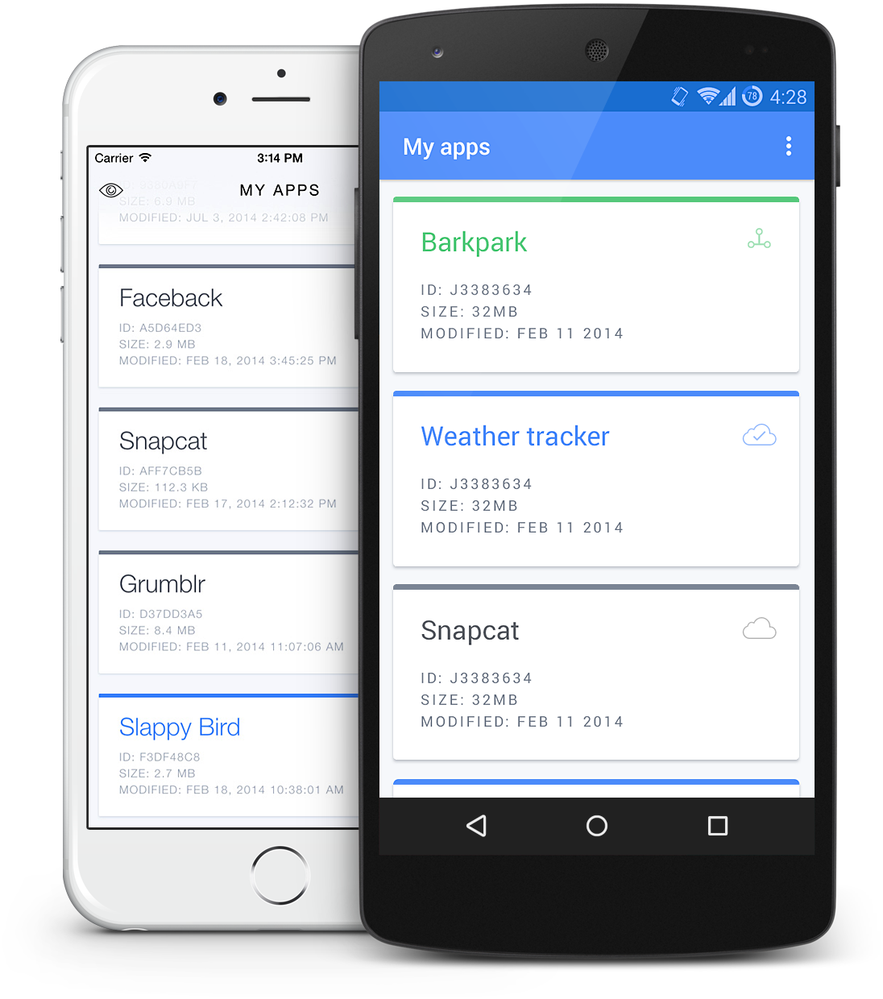 Carrier
3:14 PM
MY APPS
SIZE: 6.9 MB
MODIFIED: JUL 3, 2014 2:42:08 PM
Faceback
ID: A5D64ED3
SIZE: 2.9 MB
MODIFIED: FEB 18, 2014 3:45:25 PM
Snapcat
ID: AFF7CB5B
SIZE: 112.3 KB
MODIFIED: FEB 17, 2014 2:12:32 PM
Grumblr
ID: D37DD3A5
SIZE: 8.4 MB
MODIFIED: FEB 11, 2014 11:07:06 AM
Slappy Bird
ID: F3DF48C8
SIZE: 2.7 MB
MODIFIED: FEB 18, 2014 10:38:01 AM
78
4:28
My apps
Barkpark
ID: J3383634
SIZE: 32MB
MODIFIED: FEB 11 2014
Weather tracker
ID: J3383634
SIZE: 32MB
MODIFIED: FEB 11 2014
Snapcat
ID: J3383634
SIZE: 32MB
MODIFIED: FEB 11 2014